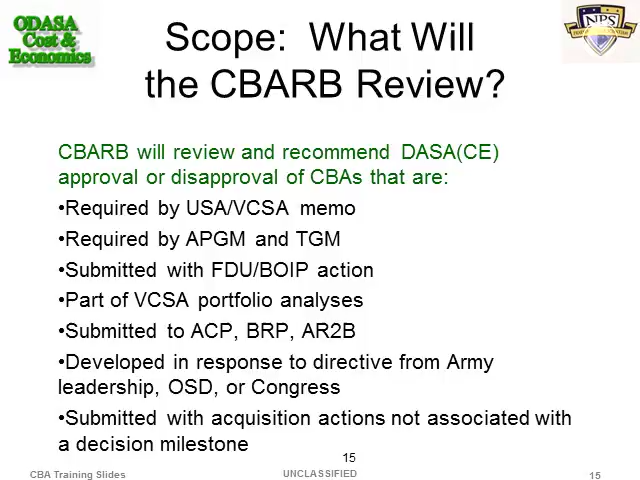 ODASA
Cost &
Economics
NPS
Scope: What Will
the CBARB Review?
CBARB will review and recommend DASA(CE)
approval or disapproval of CBAs that are:
•Required by USA/VCSA memo
•Required by APGM and TGM
•Submitted with FDU/BOIP action
•Part of VCSA portfolio analyses
•Submitted to ACP, BRP, AR2B
•Developed in response to directive from Army
leadership, OSD, or Congress
•Submitted with acquisition actions not associated with
a decision milestone
15
CBA Training Slides
UNCLASSIFIED
15